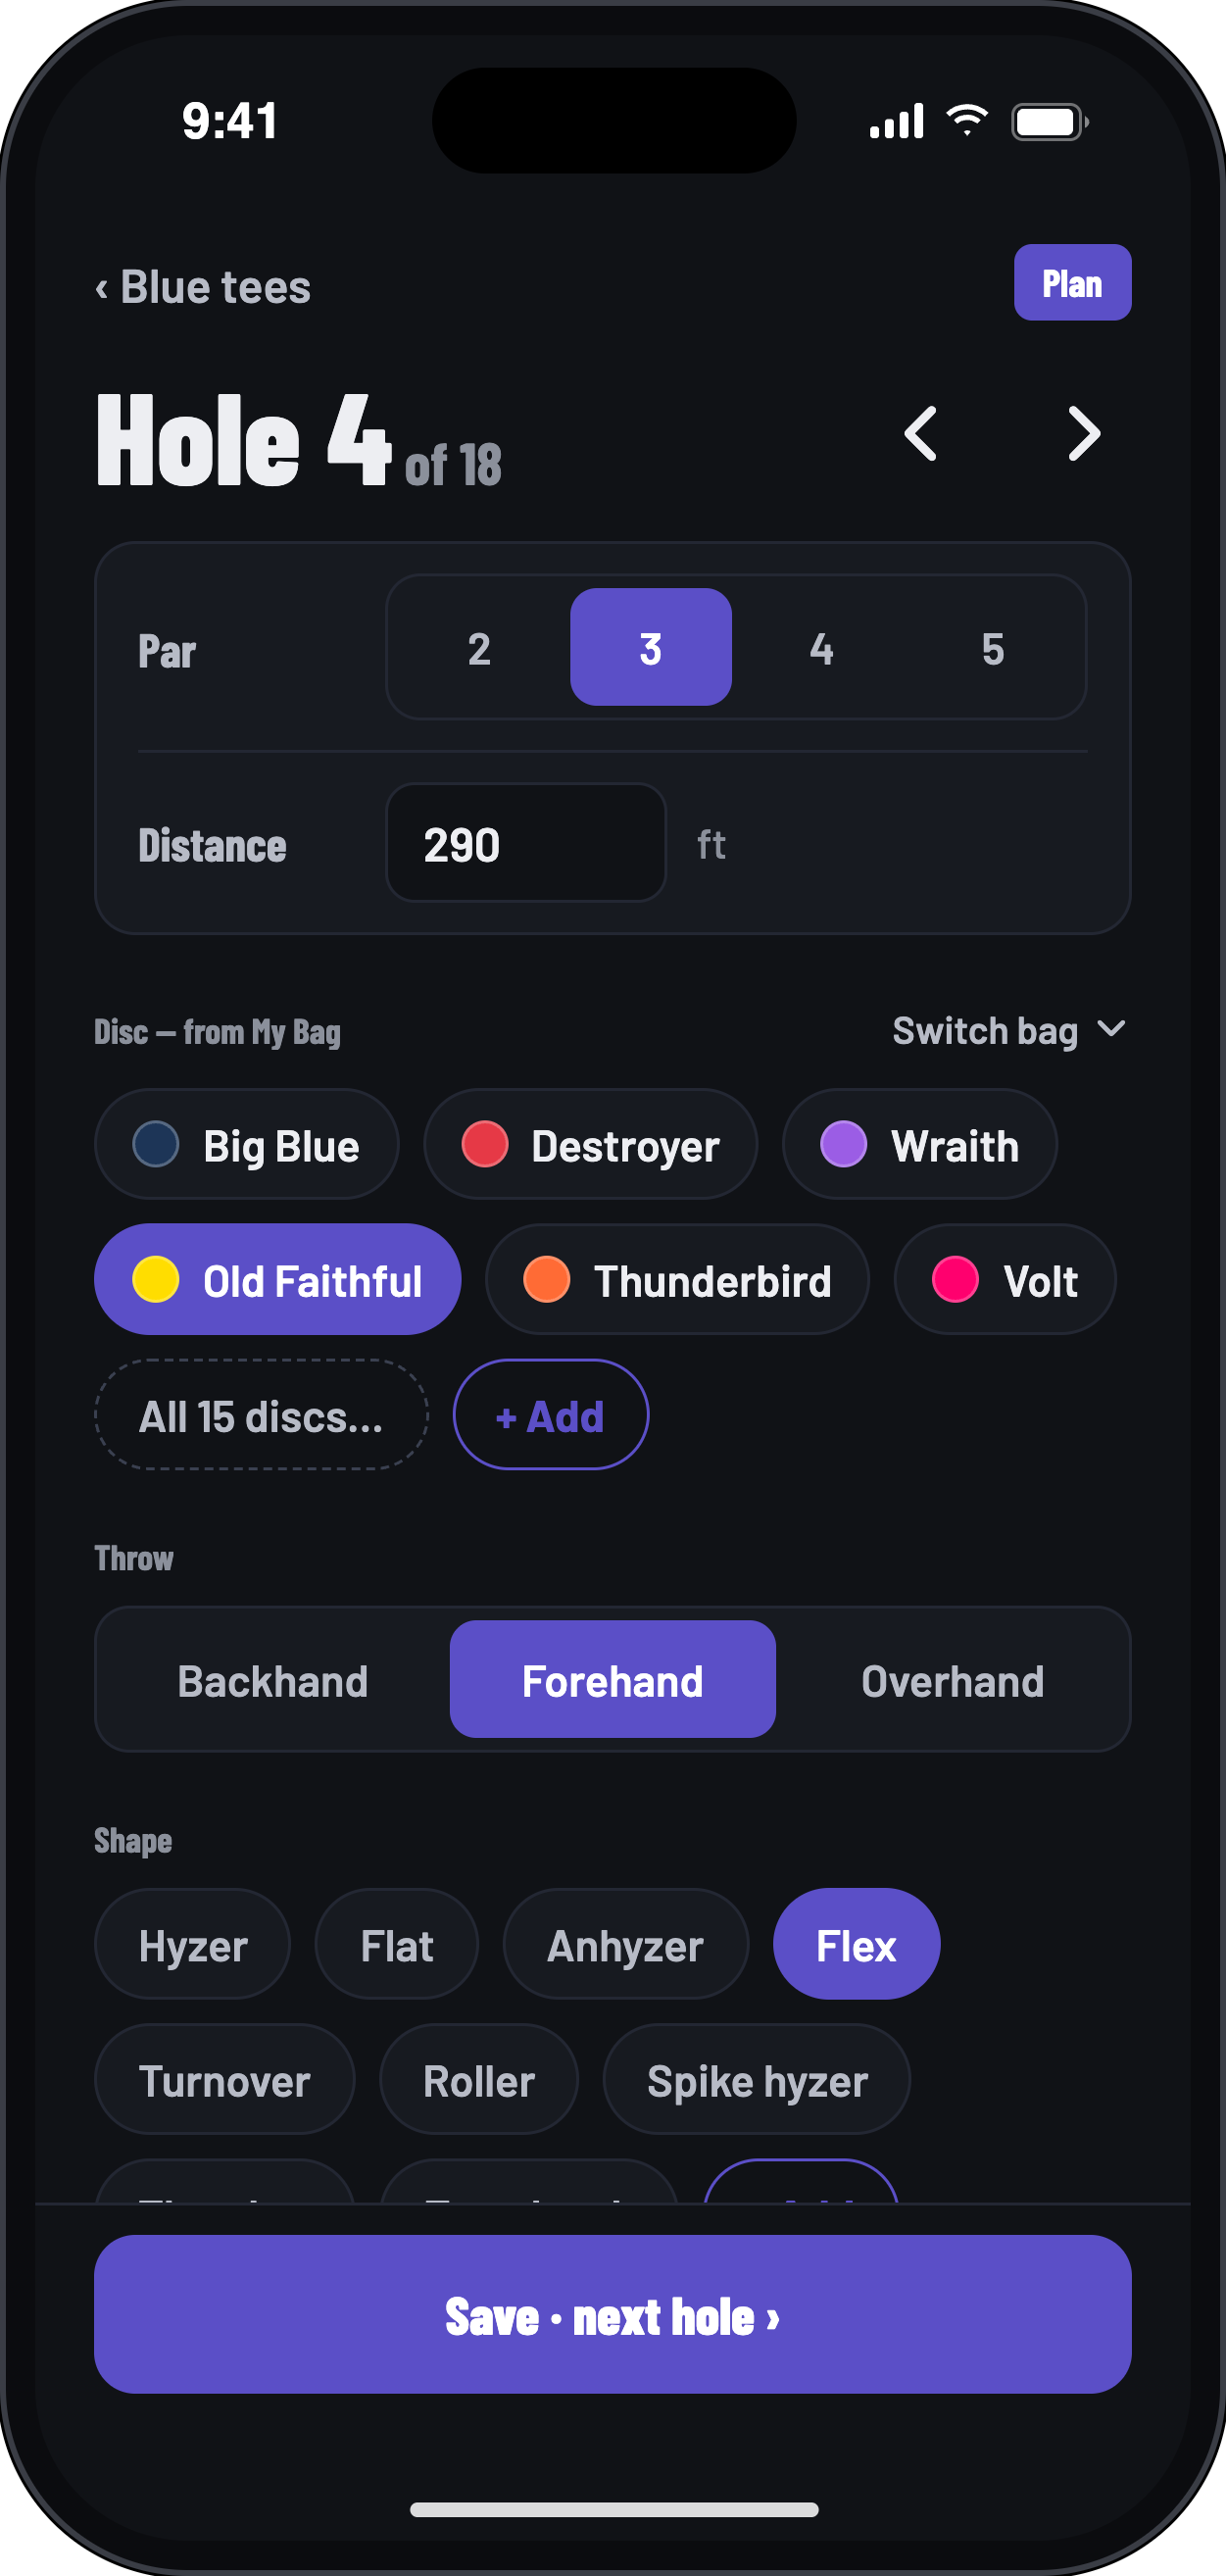 9:41
‹ Blue tees
Plan
Hole 4 of 18
Par 2 3 4 5
Distance 290 ft
Disc – from My Bag
Switch bag
Big Blue Destroyer Wraith
Old Faithful Thunderbird Volt
All 15 discs... + Add
Throw
Backhand Forehand Overhand
Shape
Hyzer Flat Anhyzer Flex
Turnover Roller Spike hyzer
Save · next hole ›